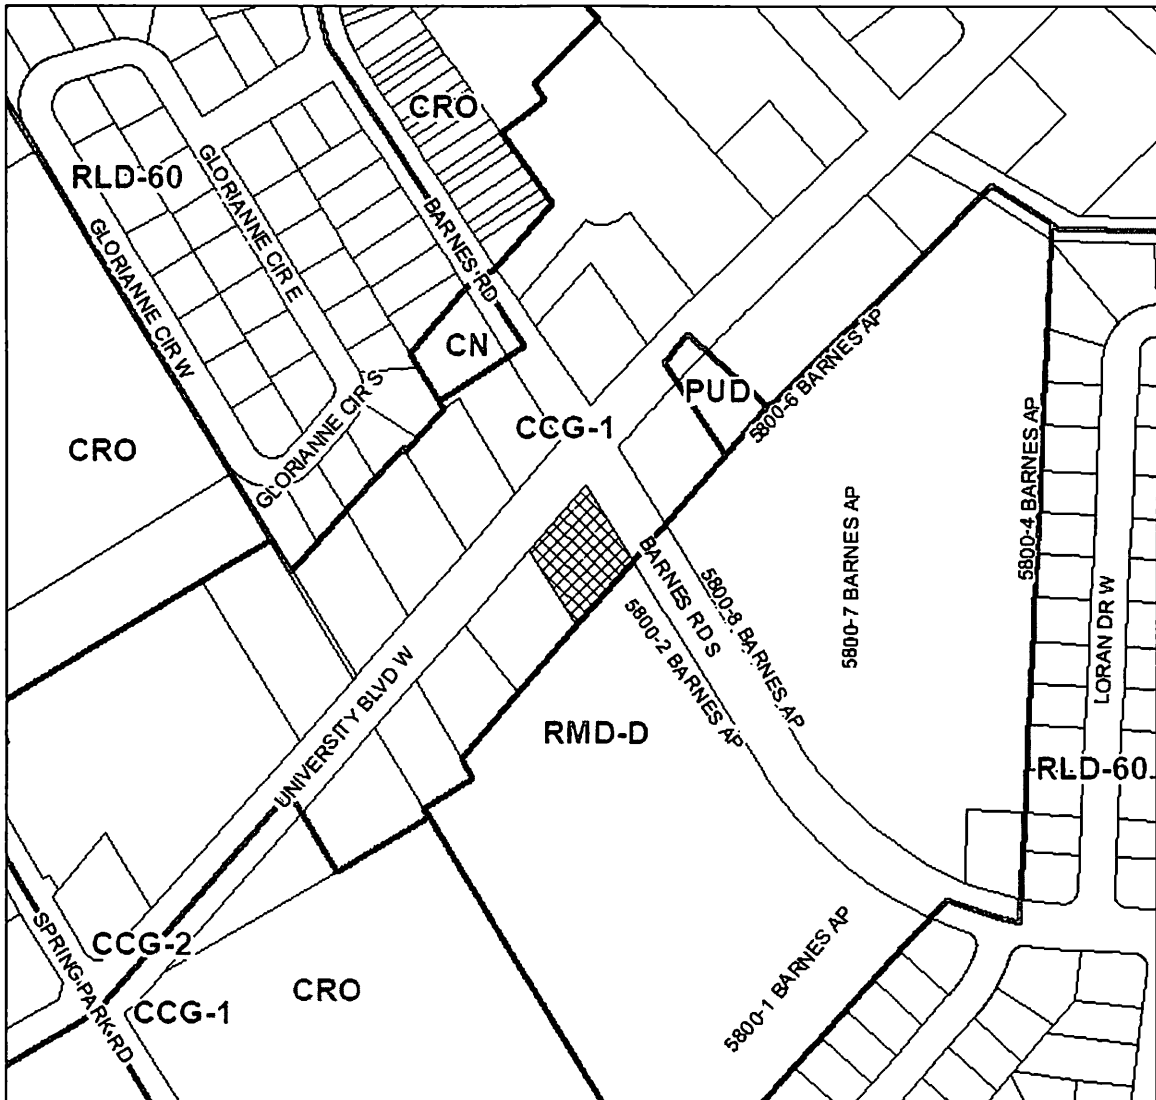 CRO
RLD-60
GLORIANNE CIR E
BARNES RD
GLORIANNE CIR W
CN
PUD
5800-6 BARNES AP
GLORIANNE CIR S
CCG-1
CRO
5800-4 BARNES AP
5800-7 BARNES AP
BARNES RD S
5800-8 BARNES AP
5800-2 BARNES AP
LORAN DR W
UNIVERSITY BLVD W
RMD-D
RLD-60
CCG-2
SPRING PARK RD
CCG-1
CRO
5800-1 BARNES AP